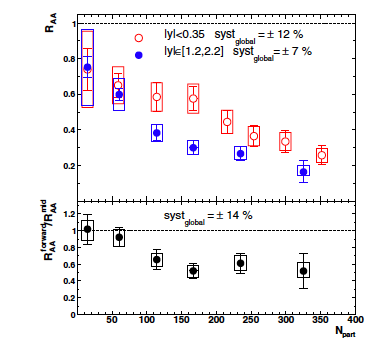 R_AA
|y|<0.35 syst_global = ± 12 %
|y|∈[1.2,2.2] syst_global = ± 7 %
1
0.8
0.6
0.4
0.2
R_AA^forward/R_AA^mid
syst_global = ± 14 %
1.2
1
0.8
0.6
0.4
0.2
0
50 100 150 200 250 300 350 400
N_part